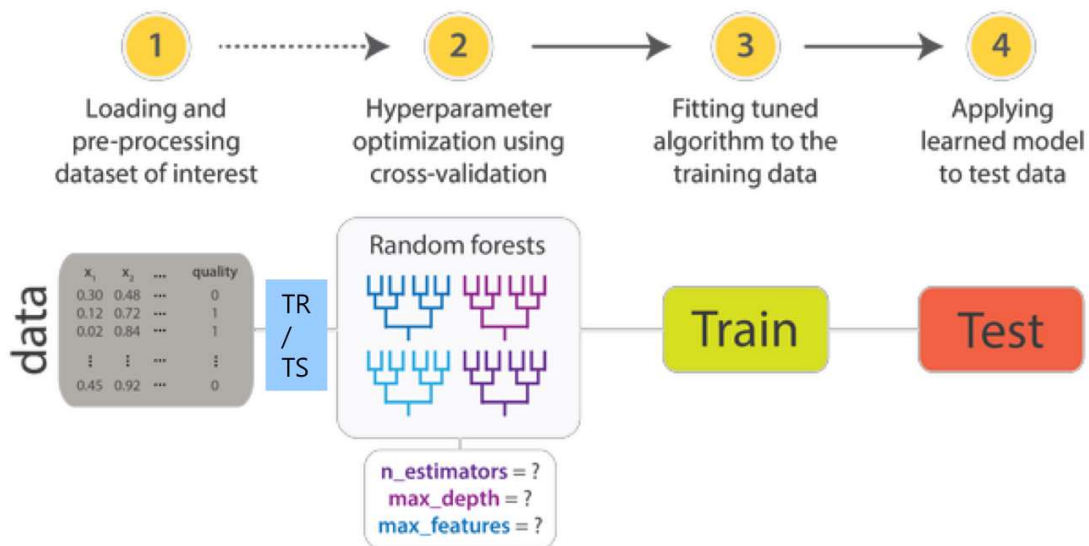 1
2
3
4
Loading and
pre-processing
dataset of interest
Hyperparameter
optimization using
cross-validation
Fitting tuned
algorithm to the
training data
Applying
learned model
to test data
data
x₁ x₂ ... quality
0.30 0.48 ... 0
0.12 0.72 ... 1
0.02 0.84 ... 1
⋮ ⋮ ... ⋮
0.45 0.92 ... 0
TR
/
TS
Random forests
n_estimators = ?
max_depth = ?
max_features = ?
Train
Test